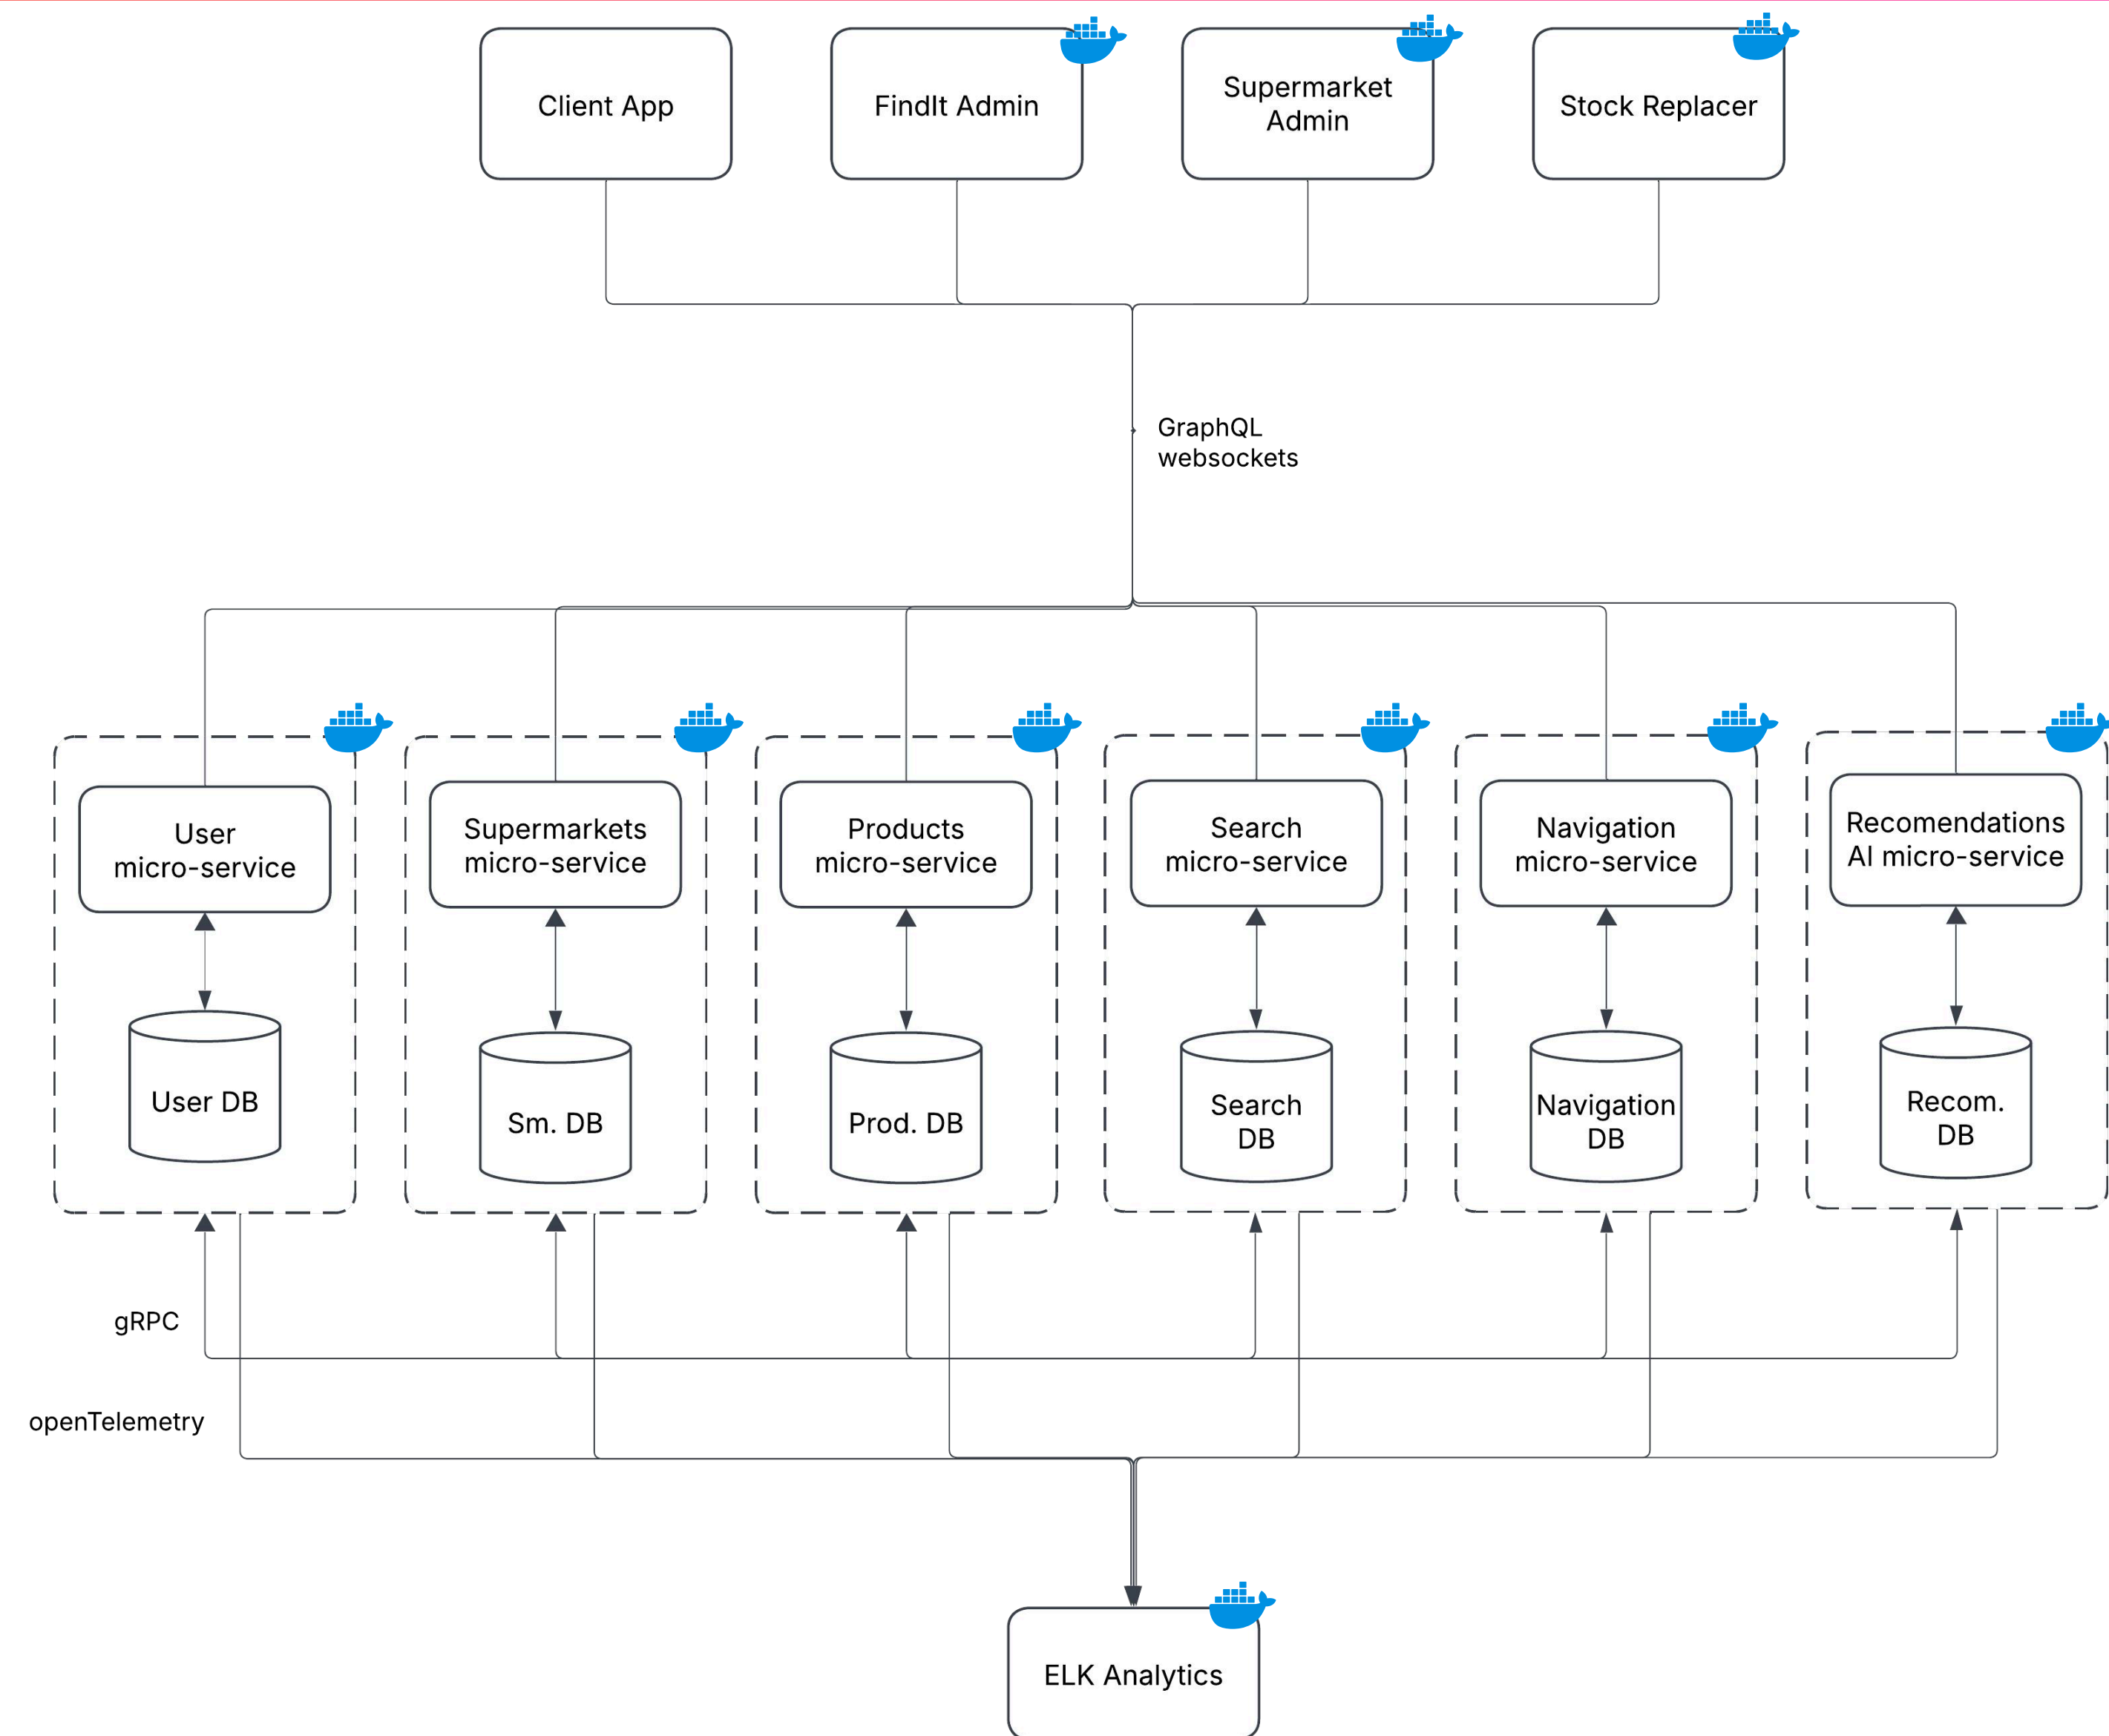 Client App
FindIt Admin
Supermarket
Admin
Stock Replacer
GraphQL
websockets
User
micro-service
Supermarkets
micro-service
Products
micro-service
Search
micro-service
Navigation
micro-service
Recomendations
AI micro-service
User DB
Sm. DB
Prod. DB
Search
DB
Navigation
DB
Recom.
DB
gRPC
openTelemetry
ELK Analytics